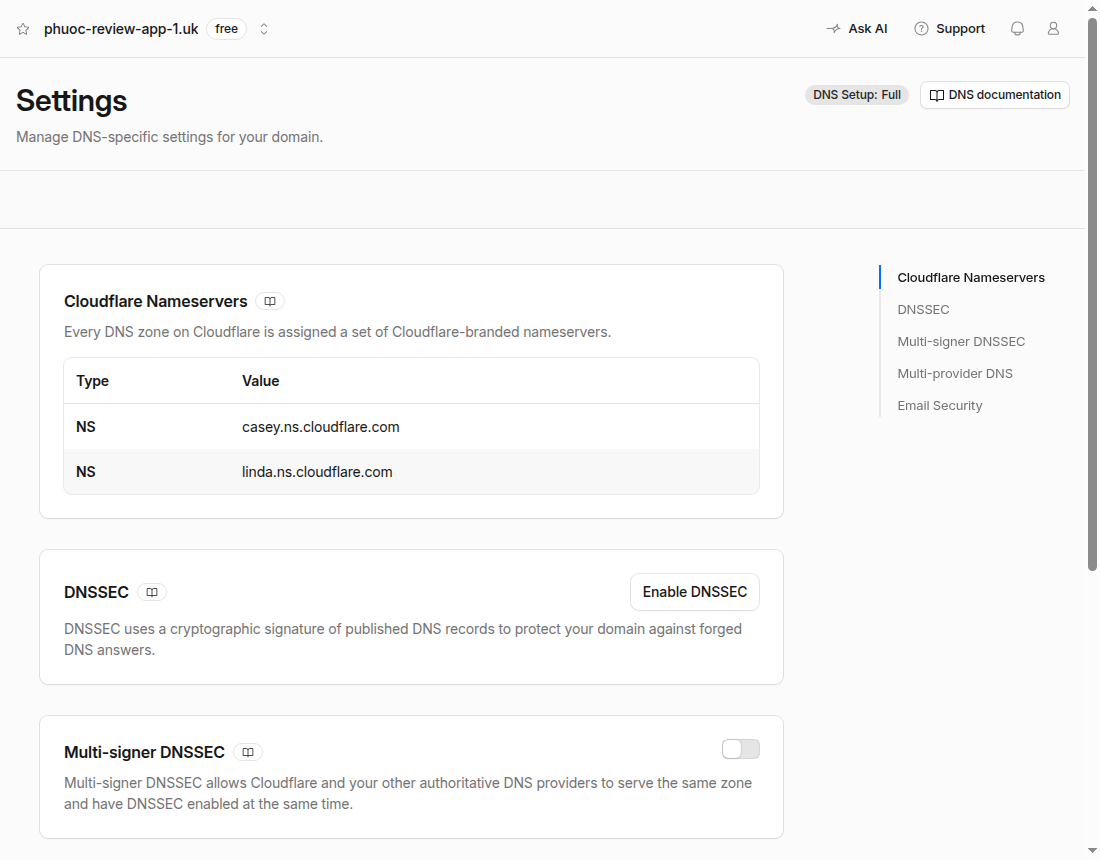 phuoc-review-app-1.uk free Ask AI Support
Settings
DNS Setup: Full DNS documentation
Manage DNS-specific settings for your domain.
Cloudflare Nameservers
Every DNS zone on Cloudflare is assigned a set of Cloudflare-branded nameservers.
Type Value
NS casey.ns.cloudflare.com
NS linda.ns.cloudflare.com
DNSSEC Enable DNSSEC
DNSSEC uses a cryptographic signature of published DNS records to protect your domain against forged
DNS answers.
Multi-signer DNSSEC
Multi-signer DNSSEC allows Cloudflare and your other authoritative DNS providers to serve the same zone
and have DNSSEC enabled at the same time.
Cloudflare Nameservers
DNSSEC
Multi-signer DNSSEC
Multi-provider DNS
Email Security